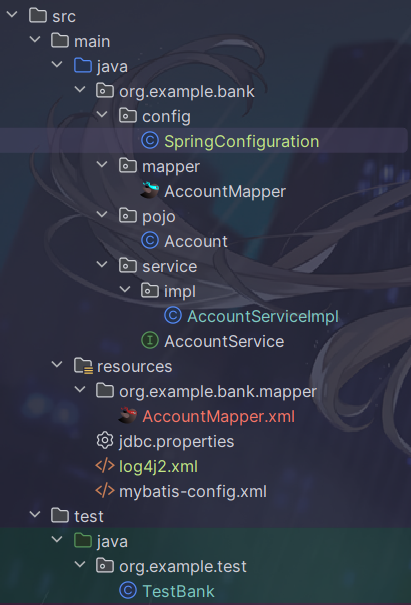 src
main
java
org.example.bank
config
SpringConfiguration
mapper
AccountMapper
pojo
Account
service
impl
AccountServiceImpl
AccountService
resources
org.example.bank.mapper
AccountMapper.xml
jdbc.properties
log4j2.xml
mybatis-config.xml
test
java
org.example.test
TestBank